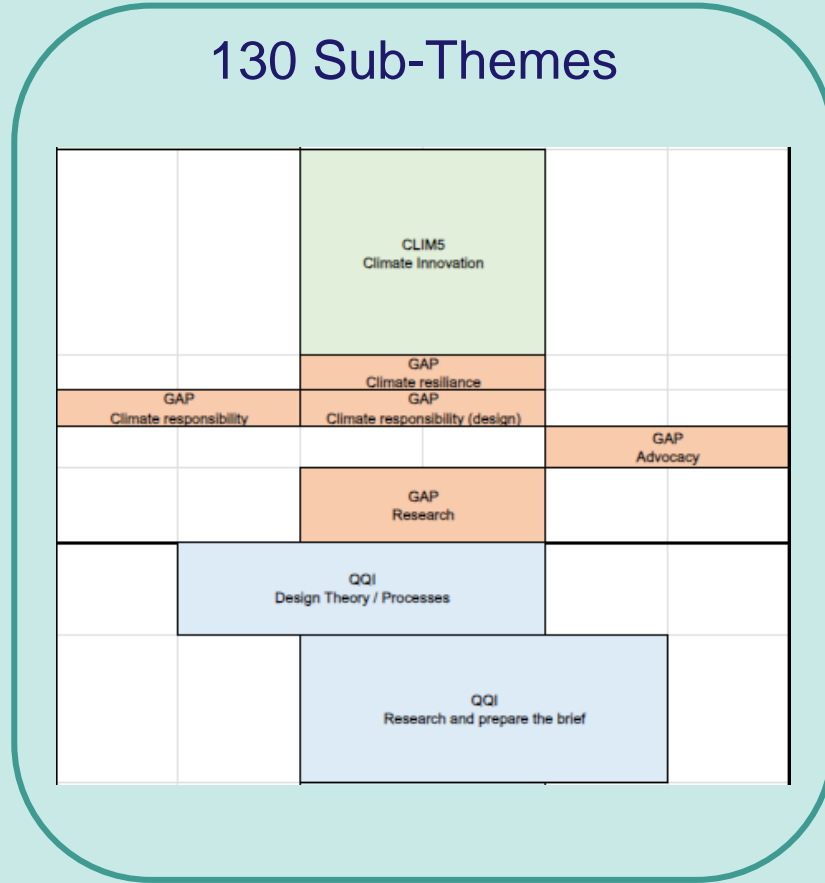 130 Sub-Themes
CLIM5
Climate Innovation
GAP
Climate resiliance
GAP
Climate responsibility
GAP
Climate responsibility (design)
GAP
Advocacy
GAP
Research
QQI
Design Theory / Processes
QQI
Research and prepare the brief